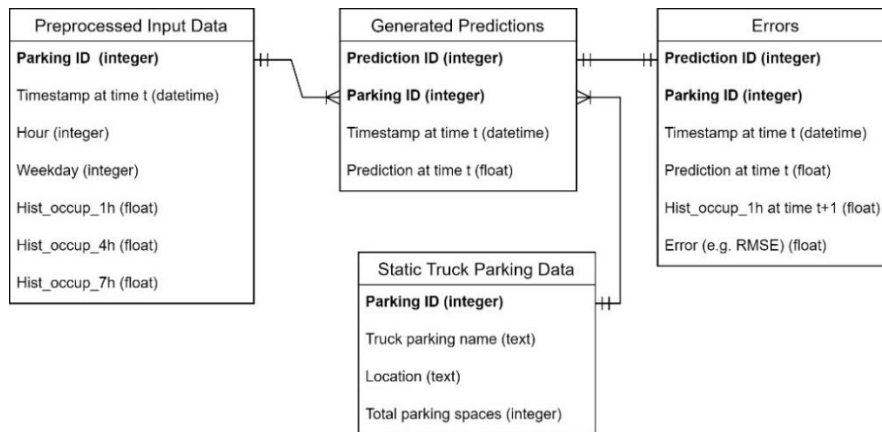 Preprocessed Input Data
Parking ID (integer)
Timestamp at time t (datetime)
Hour (integer)
Weekday (integer)
Hist_occup_1h (float)
Hist_occup_4h (float)
Hist_occup_7h (float)
Generated Predictions
Prediction ID (integer)
Parking ID (integer)
Timestamp at time t (datetime)
Prediction at time t (float)
Errors
Prediction ID (integer)
Parking ID (integer)
Timestamp at time t (datetime)
Prediction at time t (float)
Hist_occup_1h at time t+1 (float)
Error (e.g. RMSE) (float)
Static Truck Parking Data
Parking ID (integer)
Truck parking name (text)
Location (text)
Total parking spaces (integer)